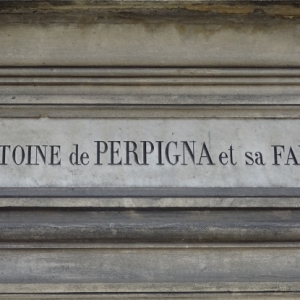 TOINE de PERPIGNA et sa FA